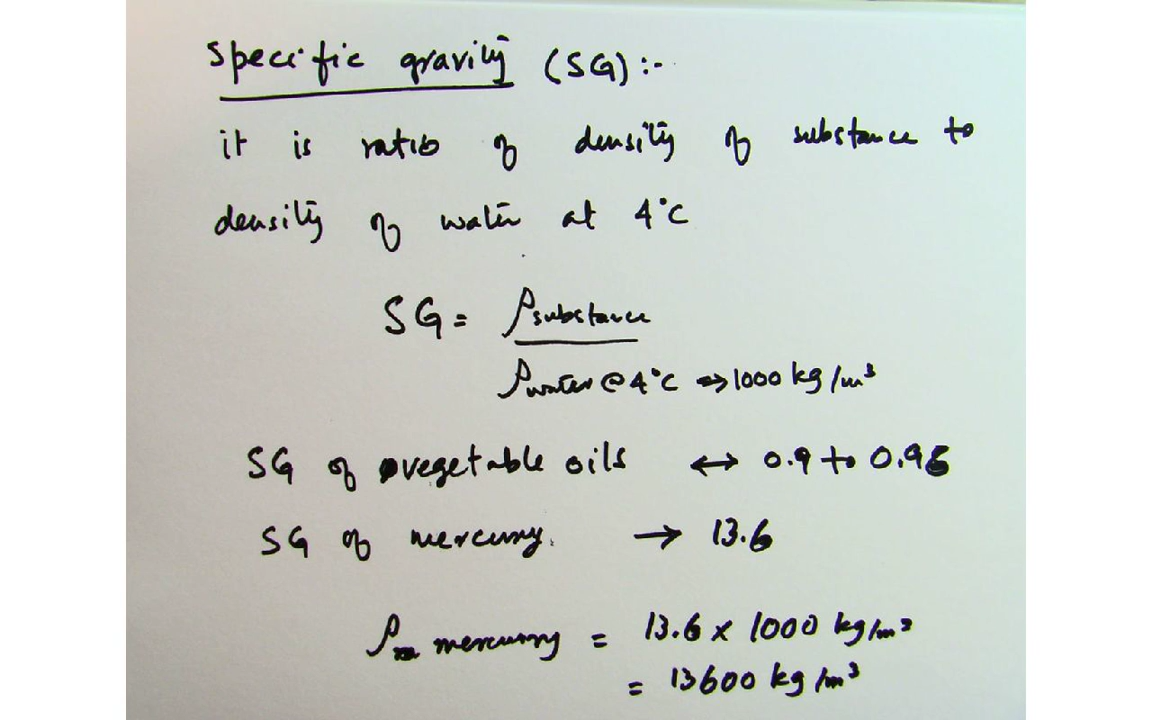 specific gravity (SG) :-
it is ratio of density of substance to
density of water at 4°C
SG = ρsubstance
ρwater @ 4°C ⇒ 1000 kg/m³
SG of vegetable oils ↔ 0.9 to 0.96
SG of mercury. → 13.6
ρ mercury = 13.6 x 1000 kg/m³
= 13600 kg/m³